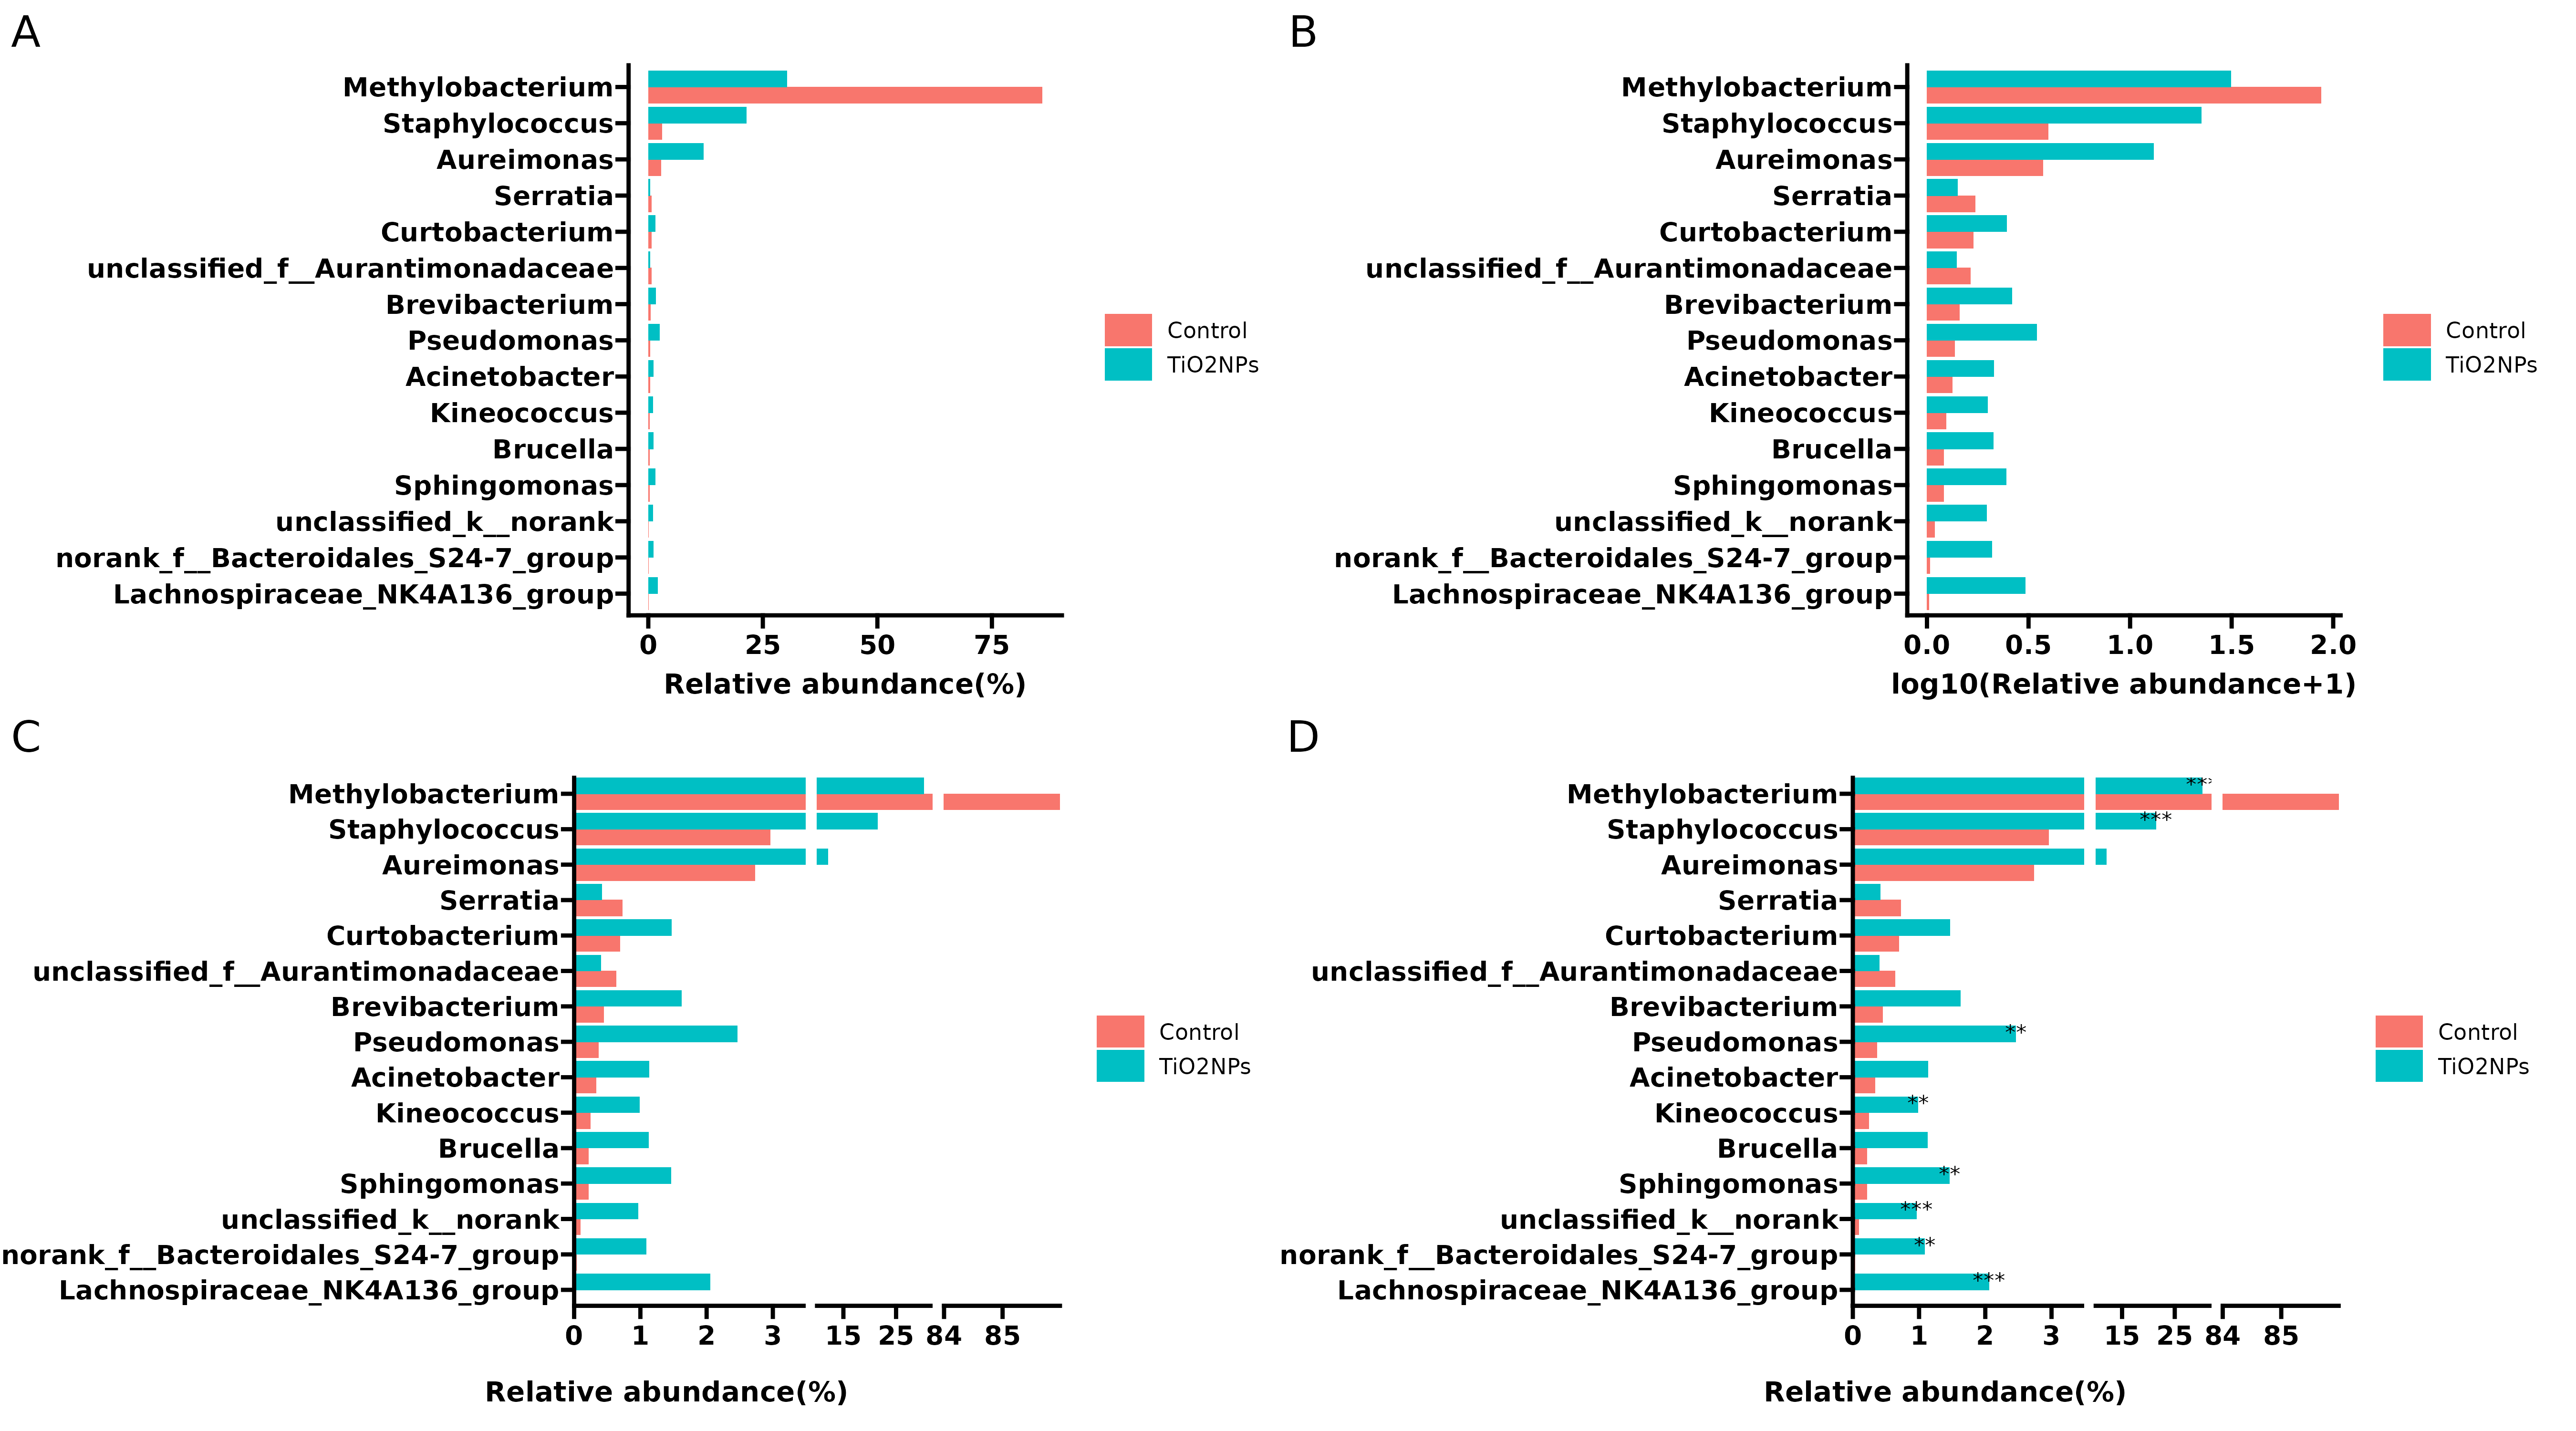 A
Methylobacterium
Staphylococcus
Aureimonas
Serratia
Curtobacterium
unclassified_f__Aurantimonadaceae
Brevibacterium
Pseudomonas
Acinetobacter
Kineococcus
Brucella
Sphingomonas
unclassified_k__norank
norank_f__Bacteroidales_S24-7_group
Lachnospiraceae_NK4A136_group
0 25 50 75
Relative abundance(%)
Control
TiO2NPs
B
Methylobacterium
Staphylococcus
Aureimonas
Serratia
Curtobacterium
unclassified_f__Aurantimonadaceae
Brevibacterium
Pseudomonas
Acinetobacter
Kineococcus
Brucella
Sphingomonas
unclassified_k__norank
norank_f__Bacteroidales_S24-7_group
Lachnospiraceae_NK4A136_group
0.0 0.5 1.0 1.5 2.0
log10(Relative abundance+1)
Control
TiO2NPs
C
Methylobacterium
Staphylococcus
Aureimonas
Serratia
Curtobacterium
unclassified_f__Aurantimonadaceae
Brevibacterium
Pseudomonas
Acinetobacter
Kineococcus
Brucella
Sphingomonas
unclassified_k__norank
norank_f__Bacteroidales_S24-7_group
Lachnospiraceae_NK4A136_group
0 1 2 3 15 25 84 85
Relative abundance(%)
Control
TiO2NPs
D
Methylobacterium ***
Staphylococcus ***
Aureimonas
Serratia
Curtobacterium
unclassified_f__Aurantimonadaceae
Brevibacterium
Pseudomonas **
Acinetobacter
Kineococcus **
Brucella
Sphingomonas **
unclassified_k__norank ***
norank_f__Bacteroidales_S24-7_group **
Lachnospiraceae_NK4A136_group ***
0 1 2 3 15 25 84 85
Relative abundance(%)
Control
TiO2NPs